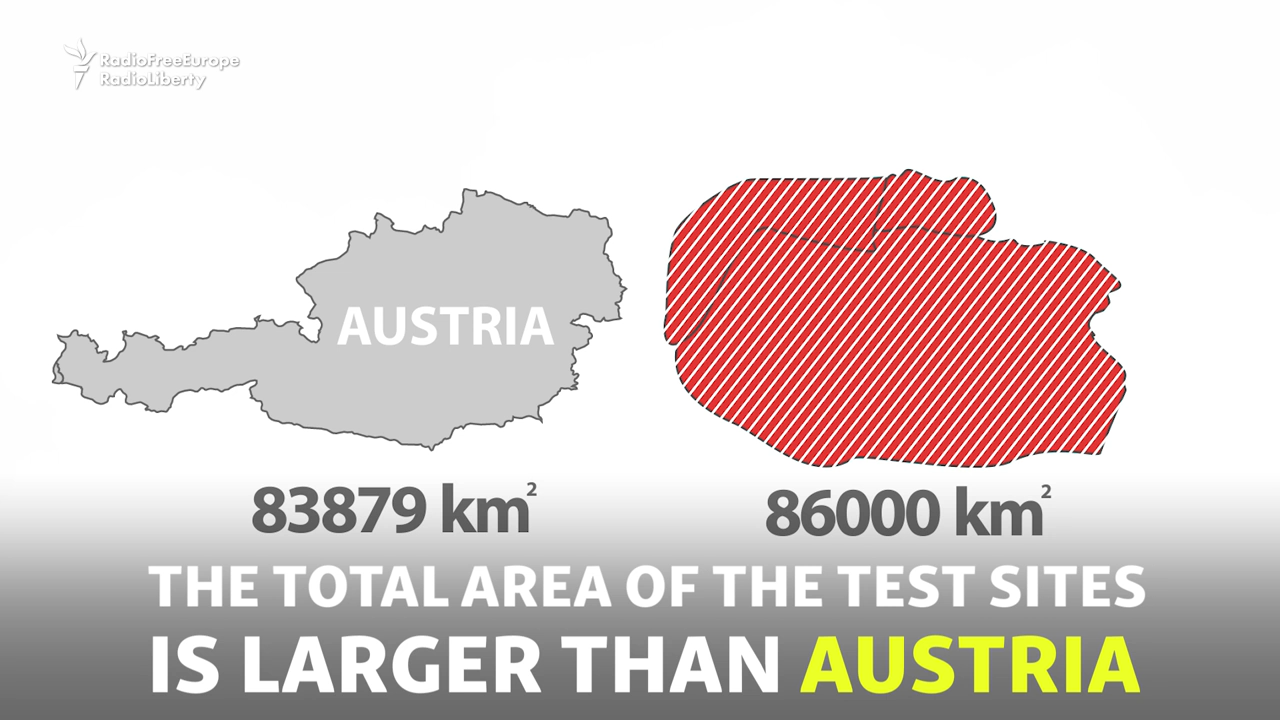 RadioFreeEurope
RadioLiberty
AUSTRIA
83879 km²
86000 km²
THE TOTAL AREA OF THE TEST SITES
IS LARGER THAN AUSTRIA